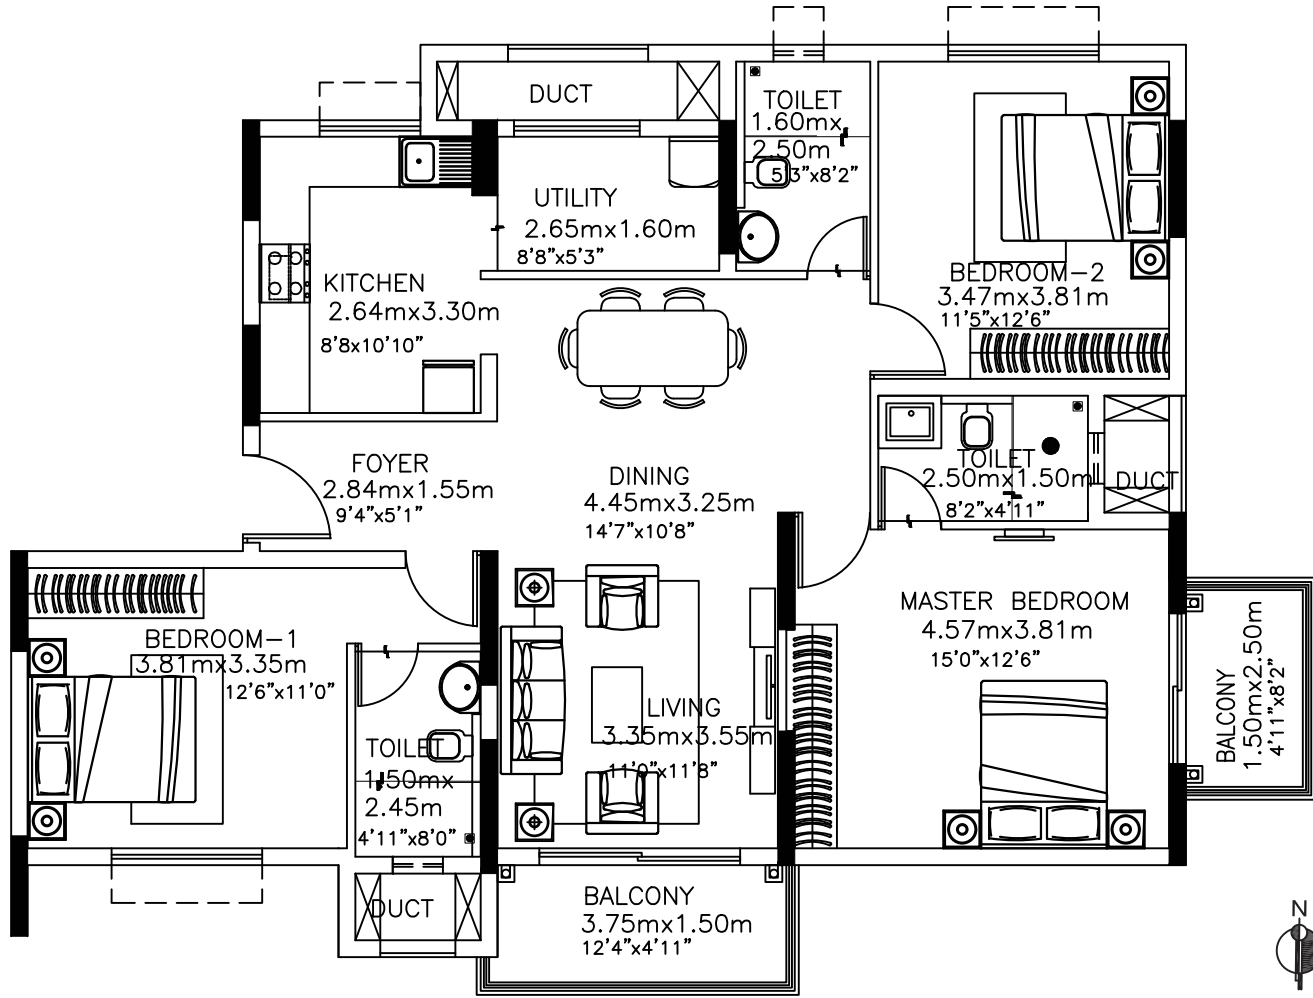 DUCT
TOILET
1.60mx
2.50m
5'3"x8'2"
UTILITY
2.65mx1.60m
8'8"x5'3"
KITCHEN
2.64mx3.30m
8'8x10'10"
BEDROOM-2
3.47mx3.81m
11'5"x12'6"
FOYER
2.84mx1.55m
9'4"x5'1"
DINING
4.45mx3.25m
14'7"x10'8"
TOILET
2.50mx1.50m
8'2"x4'11"
DUCT
MASTER BEDROOM
4.57mx3.81m
15'0"x12'6"
BALCONY
1.50mx2.50m
4'11"x8'2"
BEDROOM-1
3.81mx3.35m
12'6"x11'0"
LIVING
3.35mx3.55m
11'0"x11'8"
TOILET
1.50mx
2.45m
4'11"x8'0"
DUCT
BALCONY
3.75mx1.50m
12'4"x4'11"
N